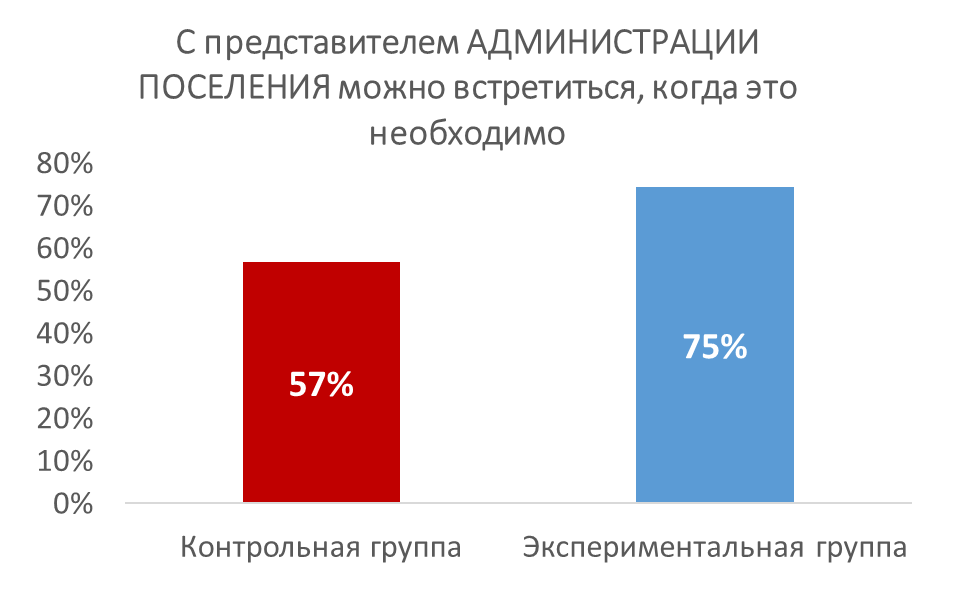 С представителем АДМИНИСТРАЦИИ
ПОСЕЛЕНИЯ можно встретиться, когда это
необходимо
80%
70%
60%
50%
40%
30%
20%
10%
0%
57%
75%
Контрольная группа
Экспериментальная группа